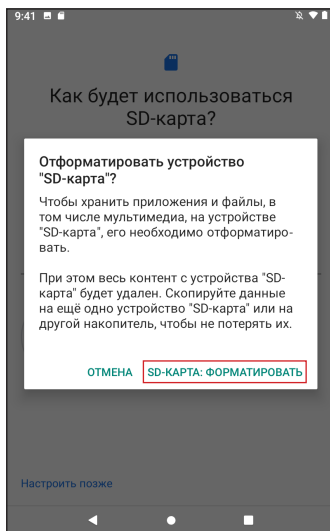 9:41
Как будет использоваться
SD-карта?
Отформатировать устройство
"SD-карта"?
Чтобы хранить приложения и файлы, в
том числе мультимедиа, на устройстве
"SD-карта", его необходимо отформатиро-
вать.
При этом весь контент с устройства "SD-
карта" будет удален. Скопируйте данные
на ещё одно устройство "SD-карта" или на
другой накопитель, чтобы не потерять их.
ОТМЕНА SD-КАРТА: ФОРМАТИРОВАТЬ
Настроить позже